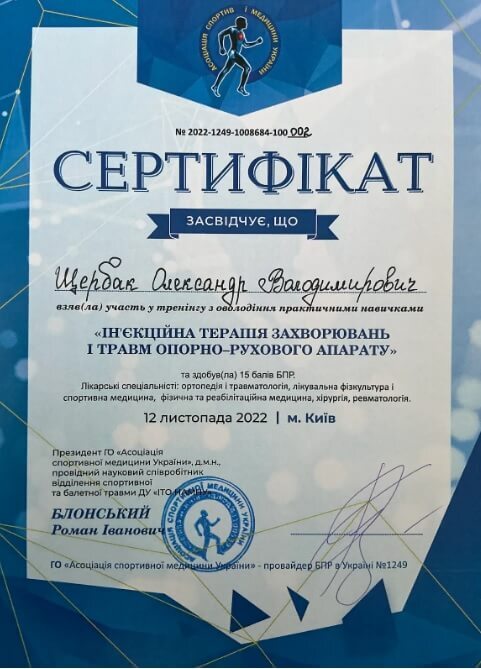 АСОЦІАЦІЯ СПОРТИВНОЇ МЕДИЦИНИ УКРАЇНИ
№ 2022-1249-1008684-100 002
СЕРТИФІКАТ
ЗАСВІДЧУЄ, ЩО
Щербак Олександр Володимирович
взяв(ла) участь у тренінгу з оволодіння практичними навичками
«ІН'ЄКЦІЙНА ТЕРАПІЯ ЗАХВОРЮВАНЬ
І ТРАВМ ОПОРНО–РУХОВОГО АПАРАТУ»
та здобув(ла) 15 балів БПР.
Лікарські спеціальності: ортопедія і травматологія, лікувальна фізкультура і
спортивна медицина, фізична та реабілітаційна медицина, хірургія, ревматологія.
12 листопада 2022 | м. Київ
Президент ГО «Асоціація
спортивної медицини України», д.м.н.,
провідний науковий співробітник
відділення спортивної
та балетної травми ДУ «ІТО НАМНУ»
БЛОНСЬКИЙ
Роман Іванович
ГО «Асоціація спортивної медицини України» - провайдер БПР в Україні №1249